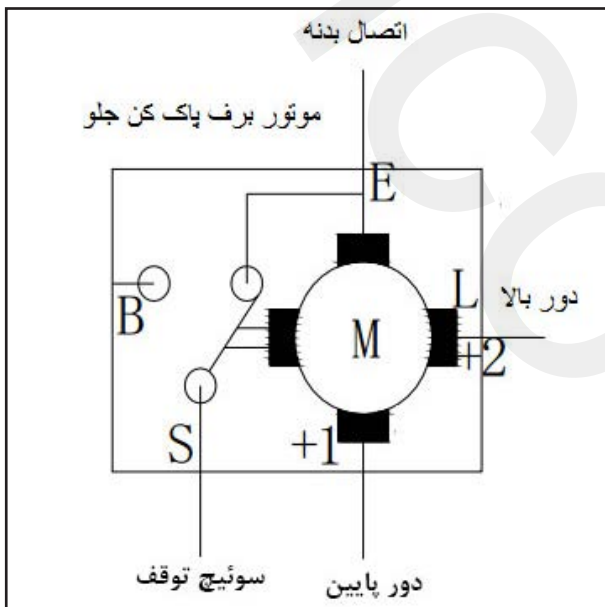 اتصال بدنه
موتور برف پاک کن جلو
E
B
L
دور بالا
M
+2
S
+1
سوئیچ توقف
دور پایین